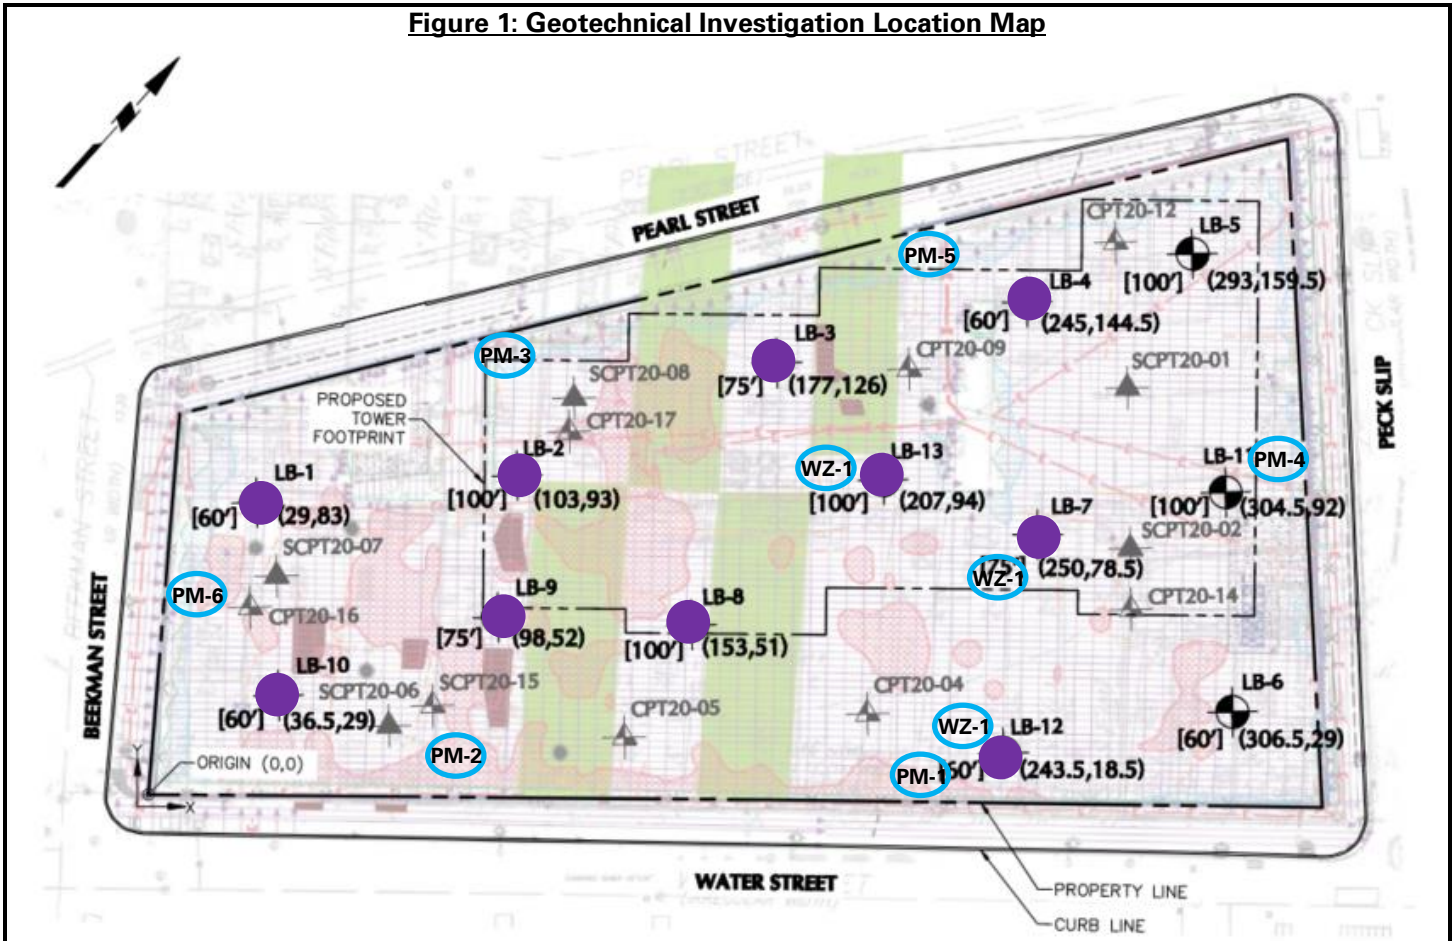 Figure 1: Geotechnical Investigation Location Map
PEARL STREET
PEARL STREET
CPT20-12
LB-5
PM-5
[100'] (293,159.5)
LB-4
[60'] (245,144.5)
LB-3
PM-3
CPT20-09
SCPT20-01
SCPT20-08
[75'] (177,126)
PROPOSED
TOWER
FOOTPRINT
CPT20-17
PECK SLIP
LB-2
LB-13
WZ-1
LB-11
PM-4
LB-1
[100'] (103,93)
[100'] (207,94)
[100'] (304.5,92)
[60'] (29,83)
LB-7
SCPT20-02
SCPT20-07
[75'] (250,78.5)
WZ-1
PM-6
LB-9
LB-8
CPT20-14
CPT20-16
[75'] (98,52)
[100'] (153,51)
BEEKMAN STREET
LB-10
SCPT20-06
SCPT20-15
CPT20-04
LB-6
[60'] (36.5,29)
CPT20-05
WZ-1
LB-12
[60'] (306.5,29)
PM-2
ORIGIN (0,0)
PM-1
60'] (243.5,18.5)
Y
X
WATER STREET
PROPERTY LINE
CURB LINE